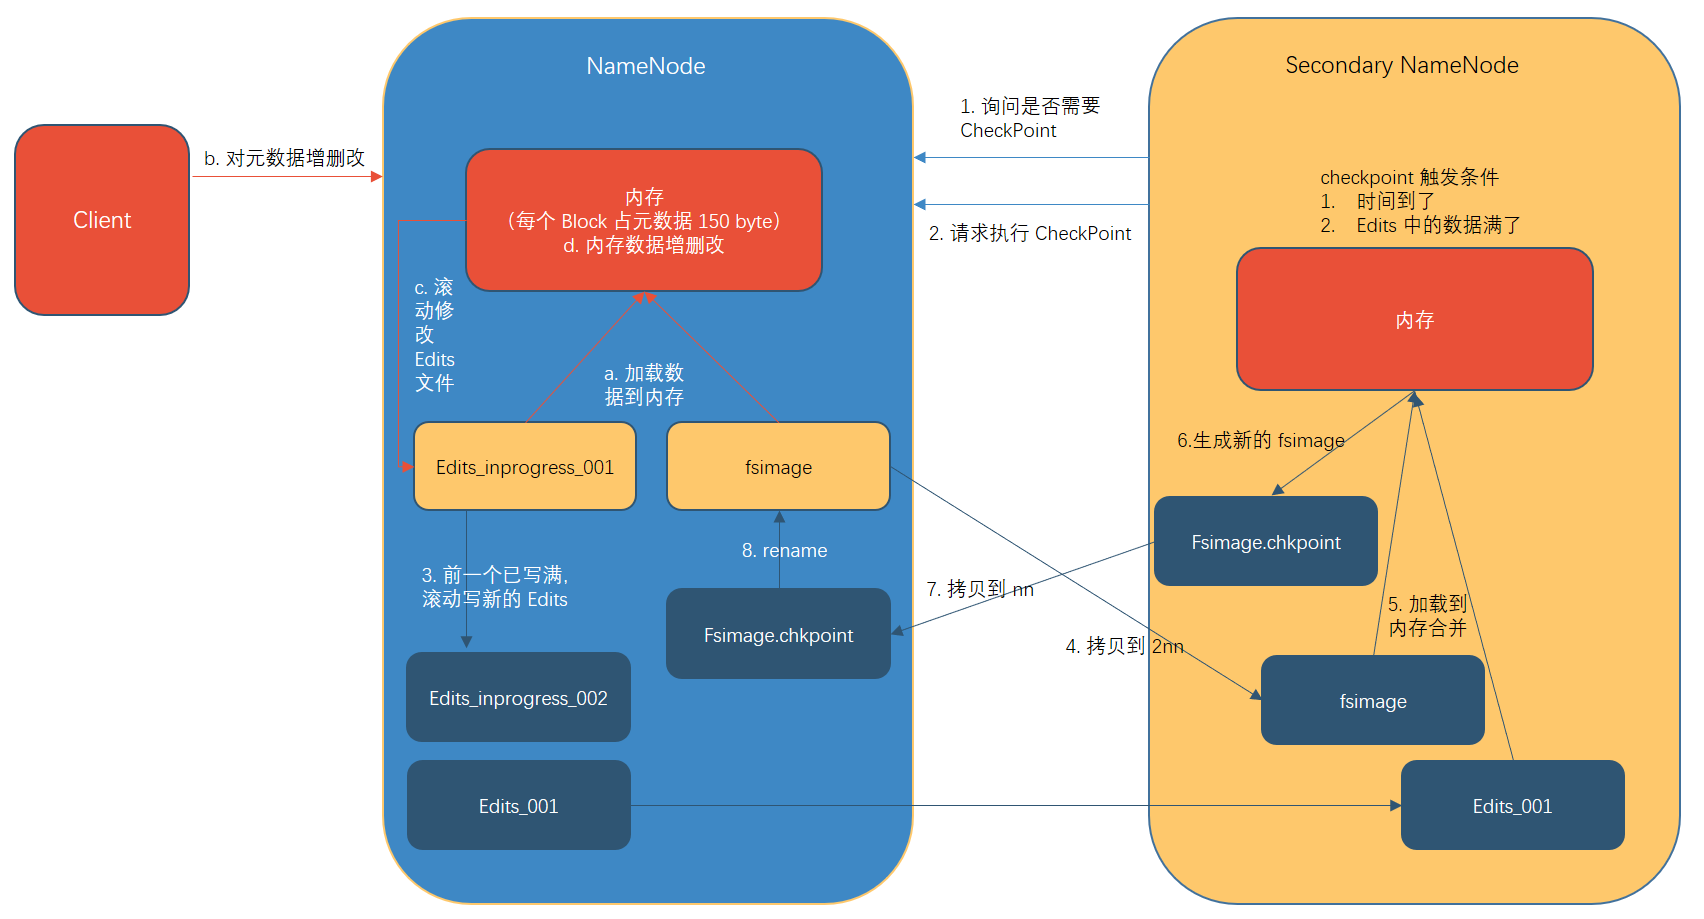 NameNode
Secondary NameNode
1. 询问是否需要
CheckPoint
b. 对元数据增删改
Client
内存
（每个 Block 占元数据 150 byte）
d. 内存数据增删改
checkpoint 触发条件
1. 时间到了
2. Edits 中的数据满了
2. 请求执行 CheckPoint
c. 滚
动修
改
Edits
文件
内存
a. 加载数
据到内存
6.生成新的 fsimage
Edits_inprogress_001
fsimage
Fsimage.chkpoint
8. rename
3. 前一个已写满,
滚动写新的 Edits
7. 拷贝到 nn
5. 加载到
内存合并
Fsimage.chkpoint
4. 拷贝到 2nn
Edits_inprogress_002
fsimage
Edits_001
Edits_001